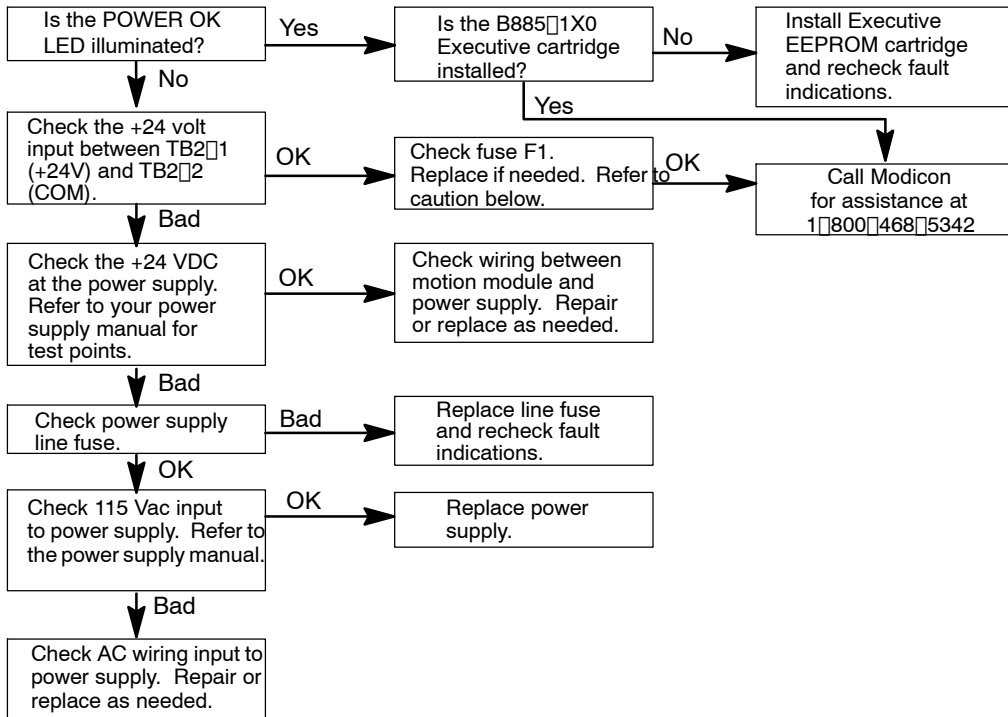 Is the POWER OK
LED illuminated?
Yes
Is the B885▯1X0
Executive cartridge
installed?
No
Install Executive
EEPROM cartridge
and recheck fault
indications.
No
Yes
Check the +24 volt
input between TB2▯1
(+24V) and TB2▯2
(COM).
OK
Check fuse F1.
Replace if needed. Refer to
caution below.
OK
Call Modicon
for assistance at
1▯800▯468▯5342
Bad
Check the +24 VDC
at the power supply.
Refer to your power
supply manual for
test points.
OK
Check wiring between
motion module and
power supply. Repair
or replace as needed.
Bad
Check power supply
line fuse.
Bad
Replace line fuse
and recheck fault
indications.
OK
Check 115 Vac input
to power supply. Refer to
the power supply manual.
OK
Replace power
supply.
Bad
Check AC wiring input to
power supply. Repair or
replace as needed.